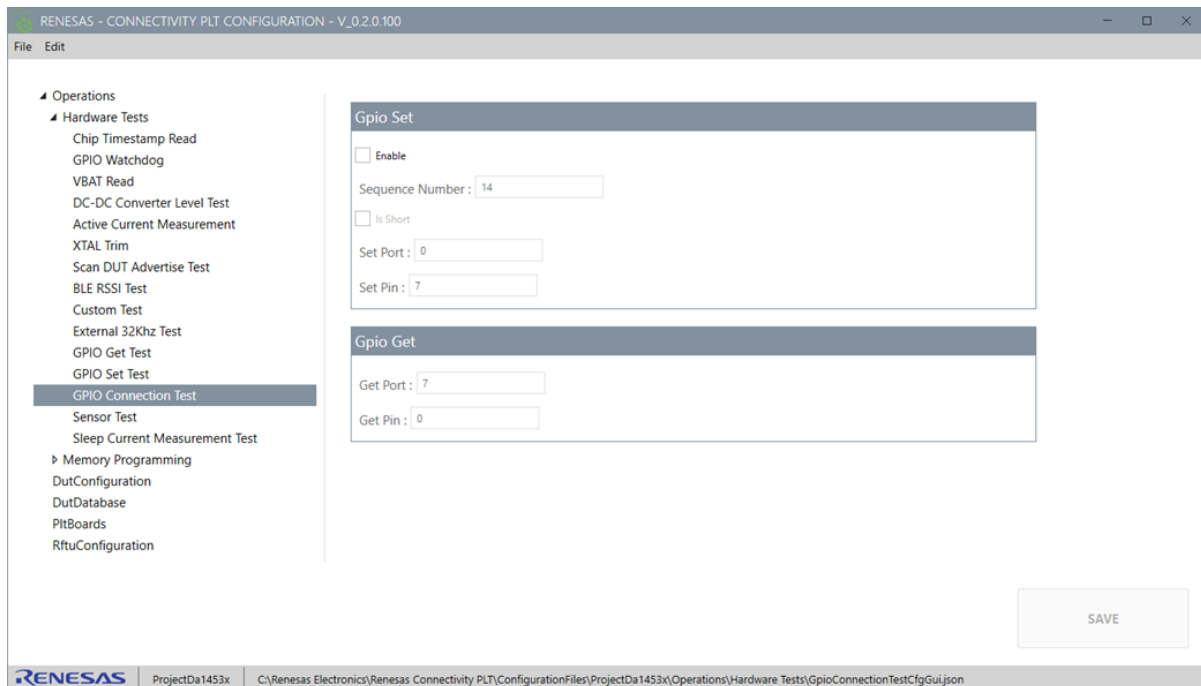 RENESAS - CONNECTIVITY PLT CONFIGURATION - V_0.2.0.100
File Edit
Operations
Hardware Tests
Chip Timestamp Read
GPIO Watchdog
VBAT Read
DC-DC Converter Level Test
Active Current Measurement
XTAL Trim
Scan DUT Advertise Test
BLE RSSI Test
Custom Test
External 32Khz Test
GPIO Get Test
GPIO Set Test
GPIO Connection Test
Sensor Test
Sleep Current Measurement Test
Memory Programming
DutConfiguration
DutDatabase
PltBoards
RftuConfiguration
Gpio Set
Enable
Sequence Number : 14
Is Short
Set Port : 0
Set Pin : 7
Gpio Get
Get Port : 7
Get Pin : 0
SAVE
RENESAS ProjectDa1453x C:\Renesas Electronics\Renesas Connectivity PLT\ConfigurationFiles\ProjectDa1453x\Operations\Hardware Tests\GpioConnectionTestCfgGui.json